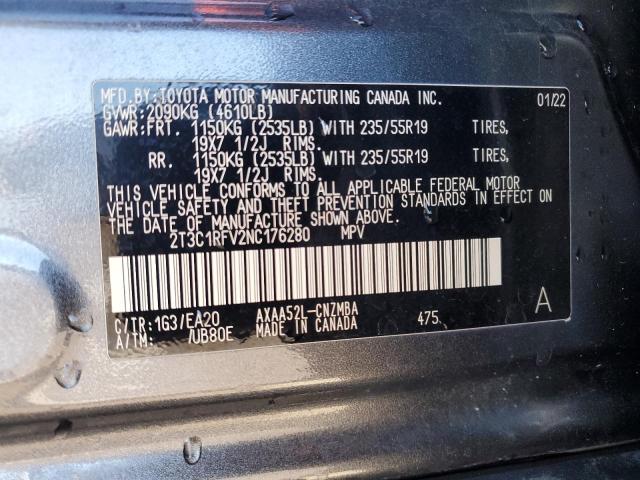 MFD.BY:TOYOTA MOTOR MANUFACTURING CANADA INC. 01/22
GVWR:2090KG (4610LB)
GAWR:FRT. 1150KG (2535LB) WITH 235/55R19 TIRES,
19X7 1/2J RIMS.
RR. 1150KG (2535LB) WITH 235/55R19 TIRES,
19X7 1/2J RIMS.
THIS VEHICLE CONFORMS TO ALL APPLICABLE FEDERAL MOTOR
VEHICLE SAFETY AND THEFT PREVENTION STANDARDS IN EFFECT ON
THE DATE OF MANUFACTURE SHOWN ABOVE.
2T3C1RFV2NC176280 MPV
C/TR:1G3/EA20 AXAA52L-CNZMBA 475 A
A/TM: /UB80E MADE IN CANADA